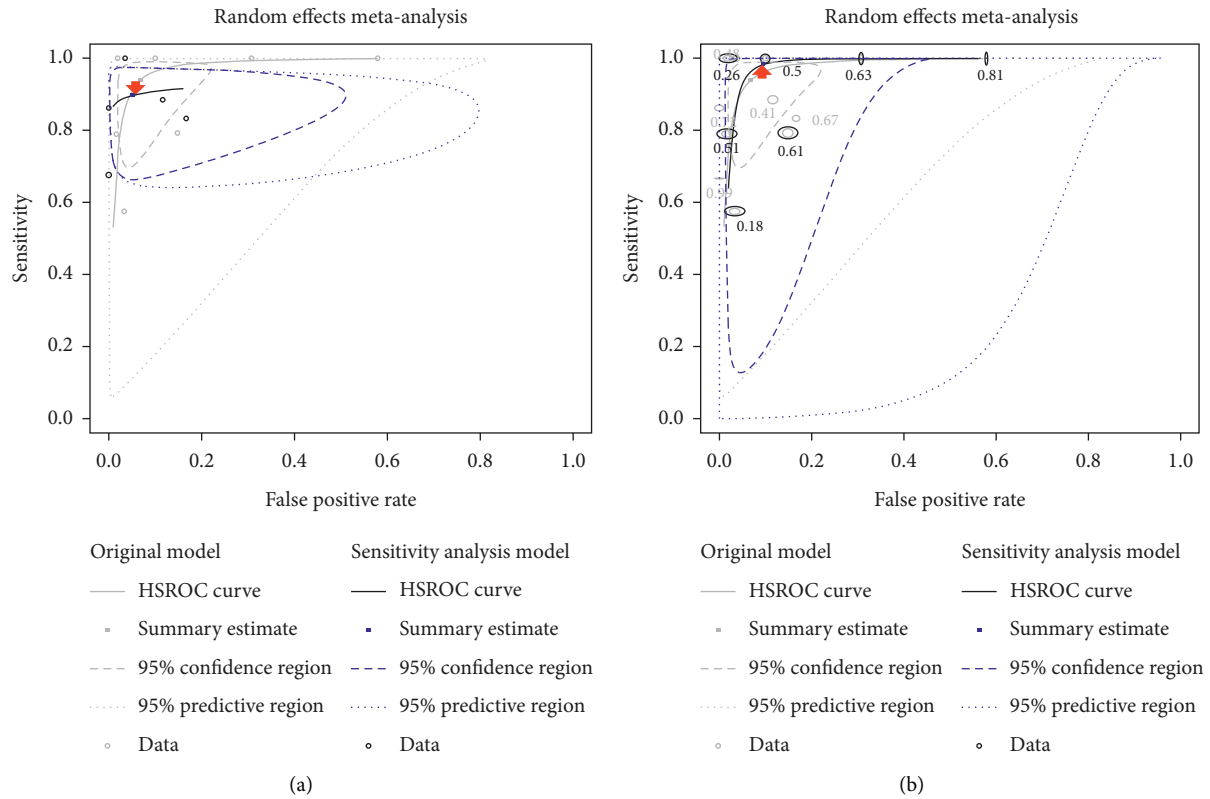 Random effects meta-analysis
1.0
0.8
0.6
0.4
0.2
0.0
Sensitivity
0.0 0.2 0.4 0.6 0.8 1.0
False positive rate
Original model
HSROC curve
Summary estimate
95% confidence region
95% predictive region
Data
Sensitivity analysis model
HSROC curve
Summary estimate
95% confidence region
95% predictive region
Data
(a)
Random effects meta-analysis
1.0
0.8
0.6
0.4
0.2
0.0
Sensitivity
0.26
0.5
0.63
0.81
0.41
0.67
0.51
0.61
0.18
0.0 0.2 0.4 0.6 0.8 1.0
False positive rate
Original model
HSROC curve
Summary estimate
95% confidence region
95% predictive region
Data
Sensitivity analysis model
HSROC curve
Summary estimate
95% confidence region
95% predictive region
Data
(b)